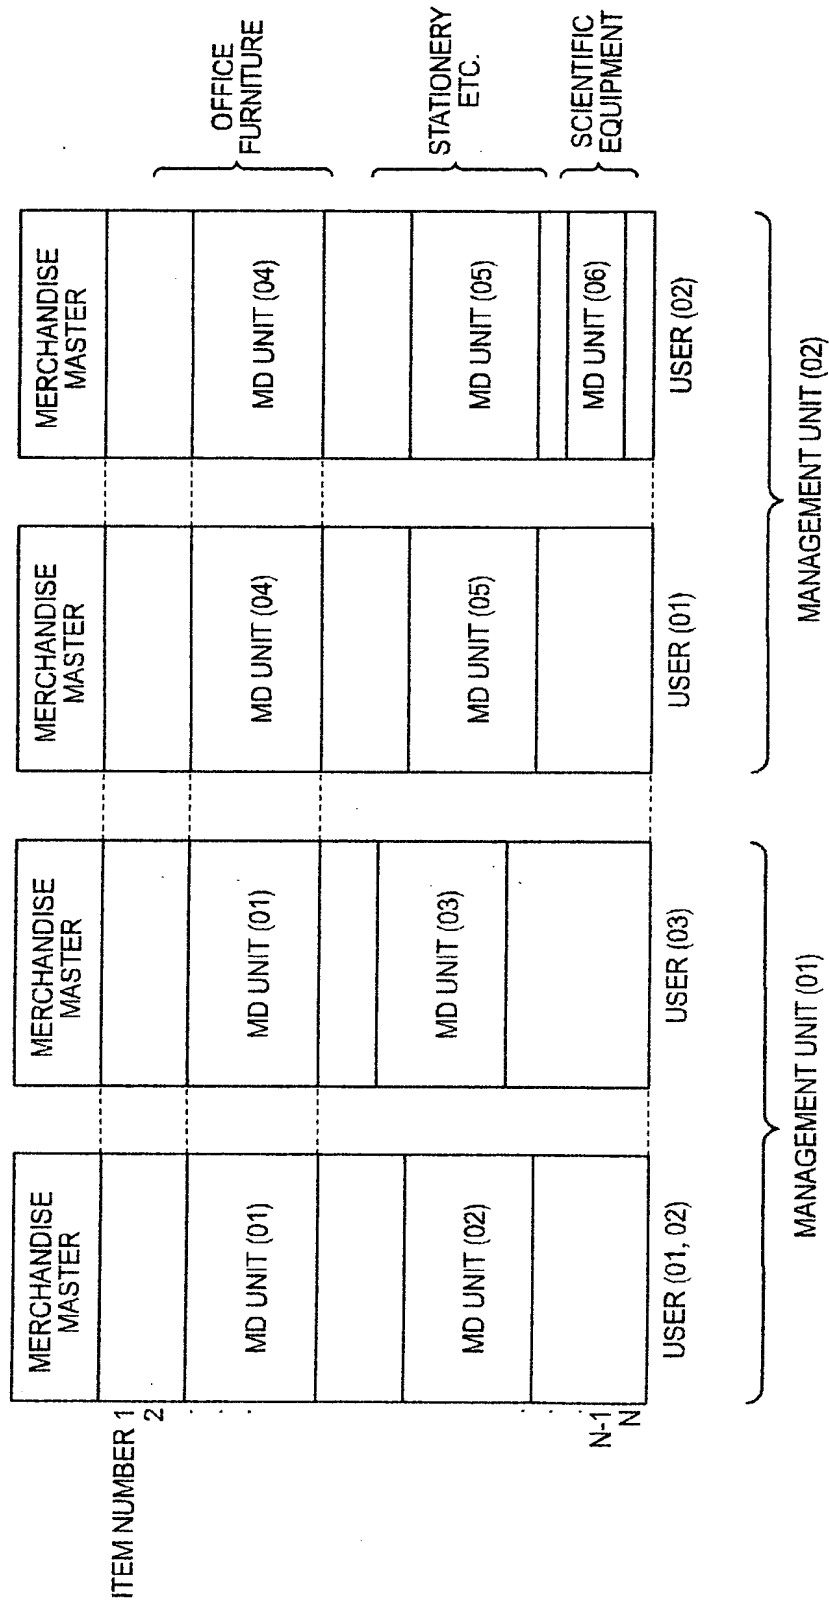 MERCHANDISE
MASTER
MERCHANDISE
MASTER
MERCHANDISE
MASTER
MERCHANDISE
MASTER
ITEM NUMBER 1
2
N-1
N
MD UNIT (01)
MD UNIT (01)
MD UNIT (04)
MD UNIT (04)
OFFICE
FURNITURE
MD UNIT (02)
MD UNIT (03)
MD UNIT (05)
MD UNIT (05)
STATIONERY
ETC.
MD UNIT (06)
SCIENTIFIC
EQUIPMENT
USER (01, 02)
USER (03)
USER (01)
USER (02)
MANAGEMENT UNIT (01)
MANAGEMENT UNIT (02)